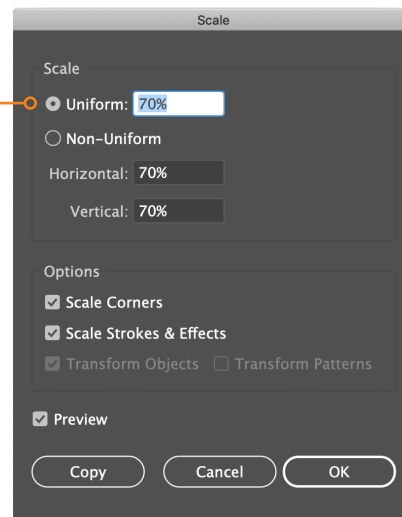 Scale
Scale
Uniform: 70%
Non-Uniform
Horizontal: 70%
Vertical: 70%
Options
Scale Corners
Scale Strokes & Effects
Transform Objects Transform Patterns
Preview
Copy Cancel OK